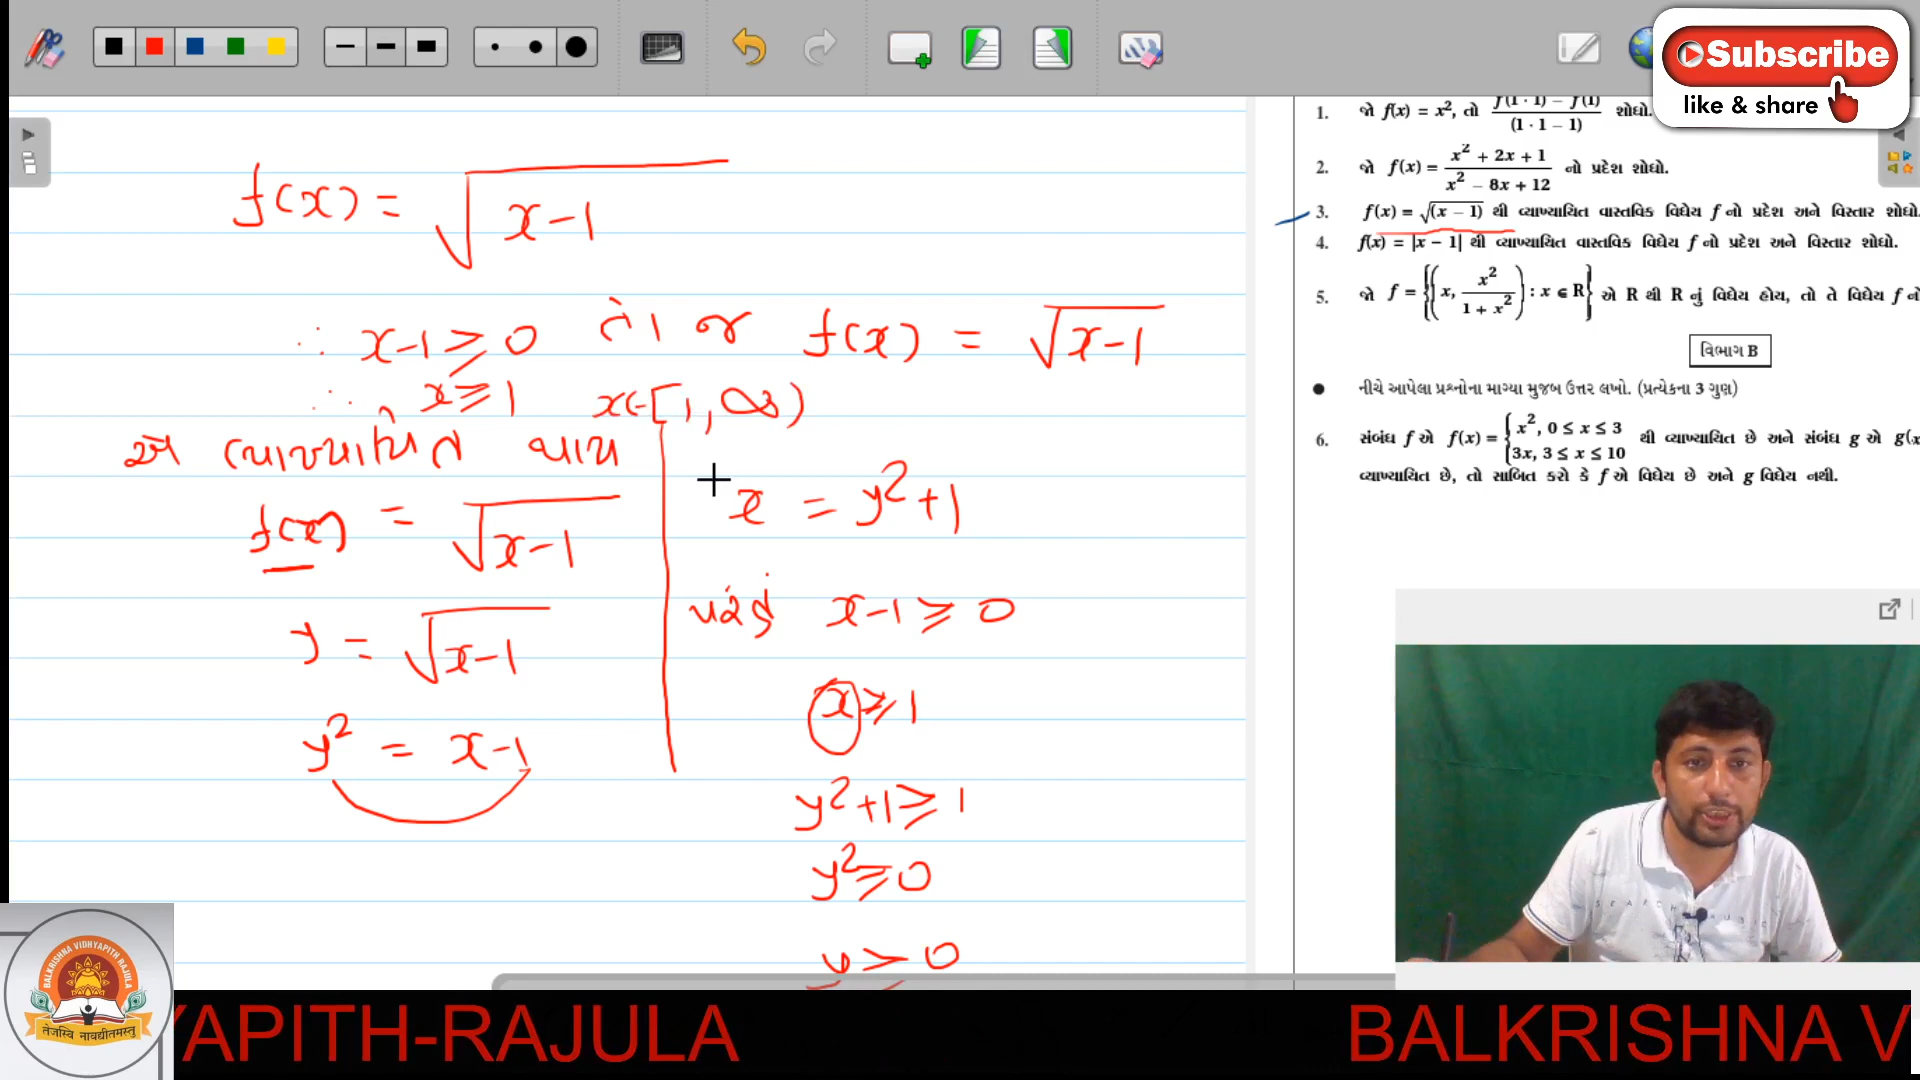 Subscribe
like & share
f(x) = √x-1
∴ x-1 ≥ 0 તો જ f(x) = √x-1
∴ x ≥ 1 x∈[1, ∞)
એ વ્યાખ્યાયિત થાય
f(x) = √x-1
y = √x-1
y² = x-1
x = y²+1
પરંતુ x-1 ≥ 0
x ≥ 1
y²+1 ≥ 1
y² ≥ 0
y ≥ 0
1. જો f(x) = x², તો f(1·1) – f(1) / (1·1 – 1) શોધો.
2. જો f(x) = x² + 2x + 1 / x² – 8x + 12 નો પ્રદેશ શોધો.
3. f(x) = √(x – 1) થી વ્યાખ્યાયિત વાસ્તવિક વિધેય f નો પ્રદેશ અને વિસ્તાર શોધો.
4. f(x) = |x – 1| થી વ્યાખ્યાયિત વાસ્તવિક વિધેય f નો પ્રદેશ અને વિસ્તાર શોધો.
5. જો f = {(x, x² / 1 + x²) : x ∈ R} એ R થી R નું વિધેય હોય, તો તે વિધેય f નો
વિભાગ B
● નીચે આપેલા પ્રશ્નોના માગ્યા મુજબ ઉત્તર લખો. (પ્રત્યેકના 3 ગુણ)
6. સંબંધ f એ f(x) = {x², 0 ≤ x ≤ 3
3x, 3 ≤ x ≤ 10 થી વ્યાખ્યાયિત છે અને સંબંધ g એ g(x
વ્યાખ્યાયિત છે, તો સાબિત કરો કે f એ વિધેય છે અને g વિધેય નથી.
BALKRISHNA VIDHYAPITH RAJULA
तेजस्वि नावधीतमस्तु
YAPITH-RAJULA BALKRISHNA V